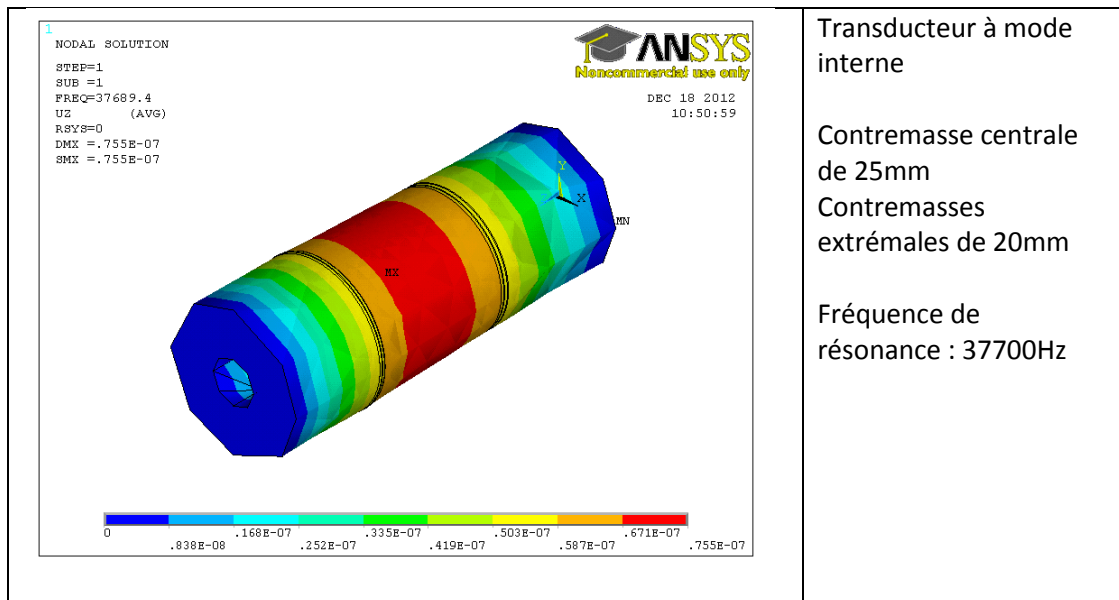 1
NODAL SOLUTION
STEP=1
SUB =1
FREQ=37689.4
UZ (AVG)
RSYS=0
DMX =.755E-07
SMX =.755E-07
ANSYS
Noncommercial use only
DEC 18 2012
10:50:59
Y
X
MN
MX
0 .168E-07 .335E-07 .503E-07 .671E-07
.838E-08 .252E-07 .419E-07 .587E-07 .755E-07
Transducteur à mode
interne
Contremasse centrale
de 25mm
Contremasses
extrémales de 20mm
Fréquence de
résonance : 37700Hz